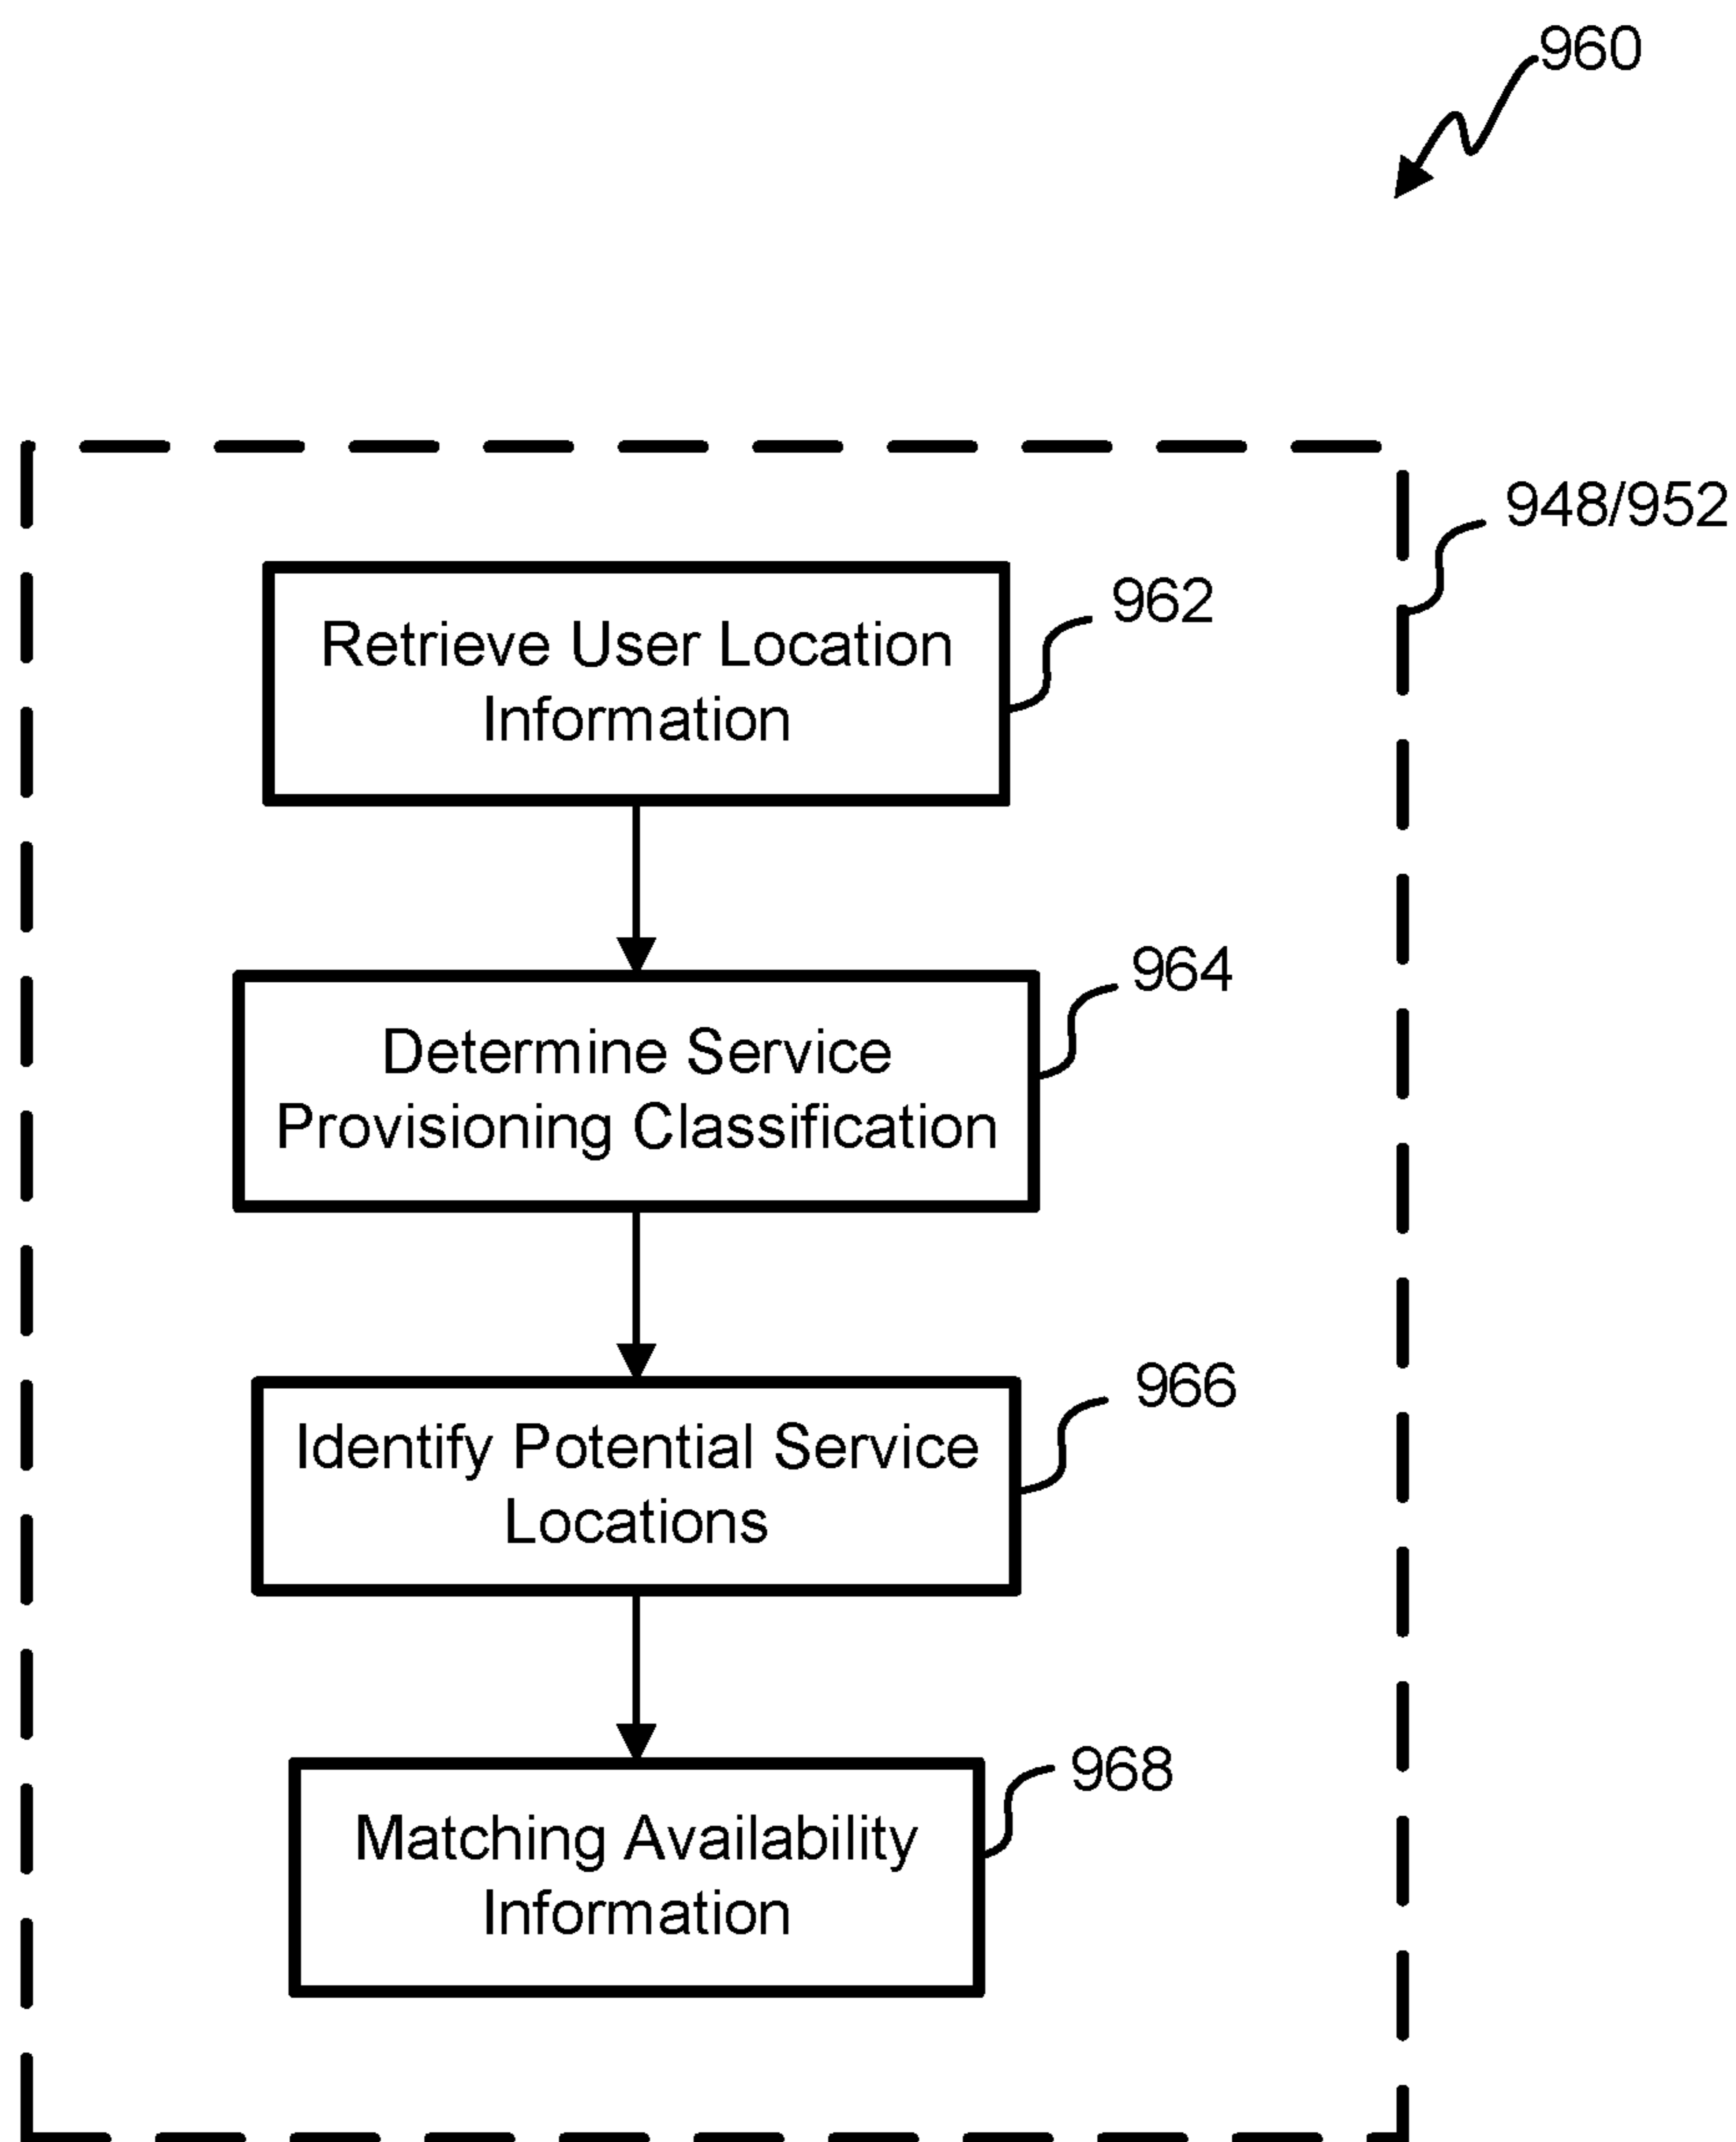 960
948/952
Retrieve User Location
Information
962
Determine Service
Provisioning Classification
964
Identify Potential Service
Locations
966
Matching Availability
Information
968